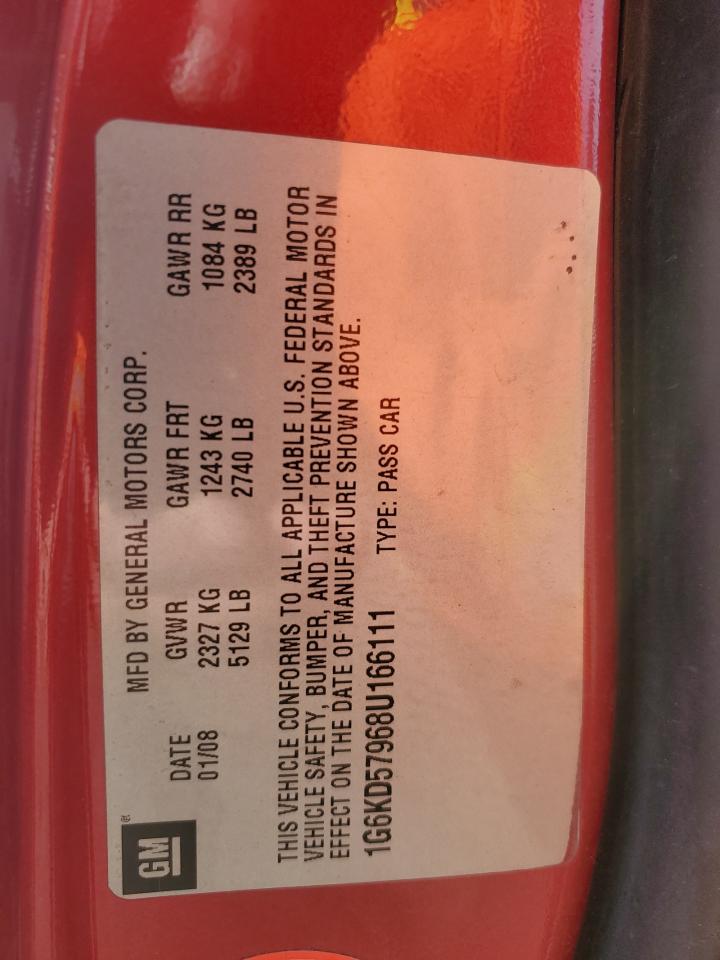 GM®
MFD BY GENERAL MOTORS CORP.
DATE GVWR GAWR FRT GAWR RR
01/08 2327 KG 1243 KG 1084 KG
5129 LB 2740 LB 2389 LB
THIS VEHICLE CONFORMS TO ALL APPLICABLE U.S. FEDERAL MOTOR
VEHICLE SAFETY, BUMPER, AND THEFT PREVENTION STANDARDS IN
EFFECT ON THE DATE OF MANUFACTURE SHOWN ABOVE.
1G6KD57968U166111 TYPE: PASS CAR